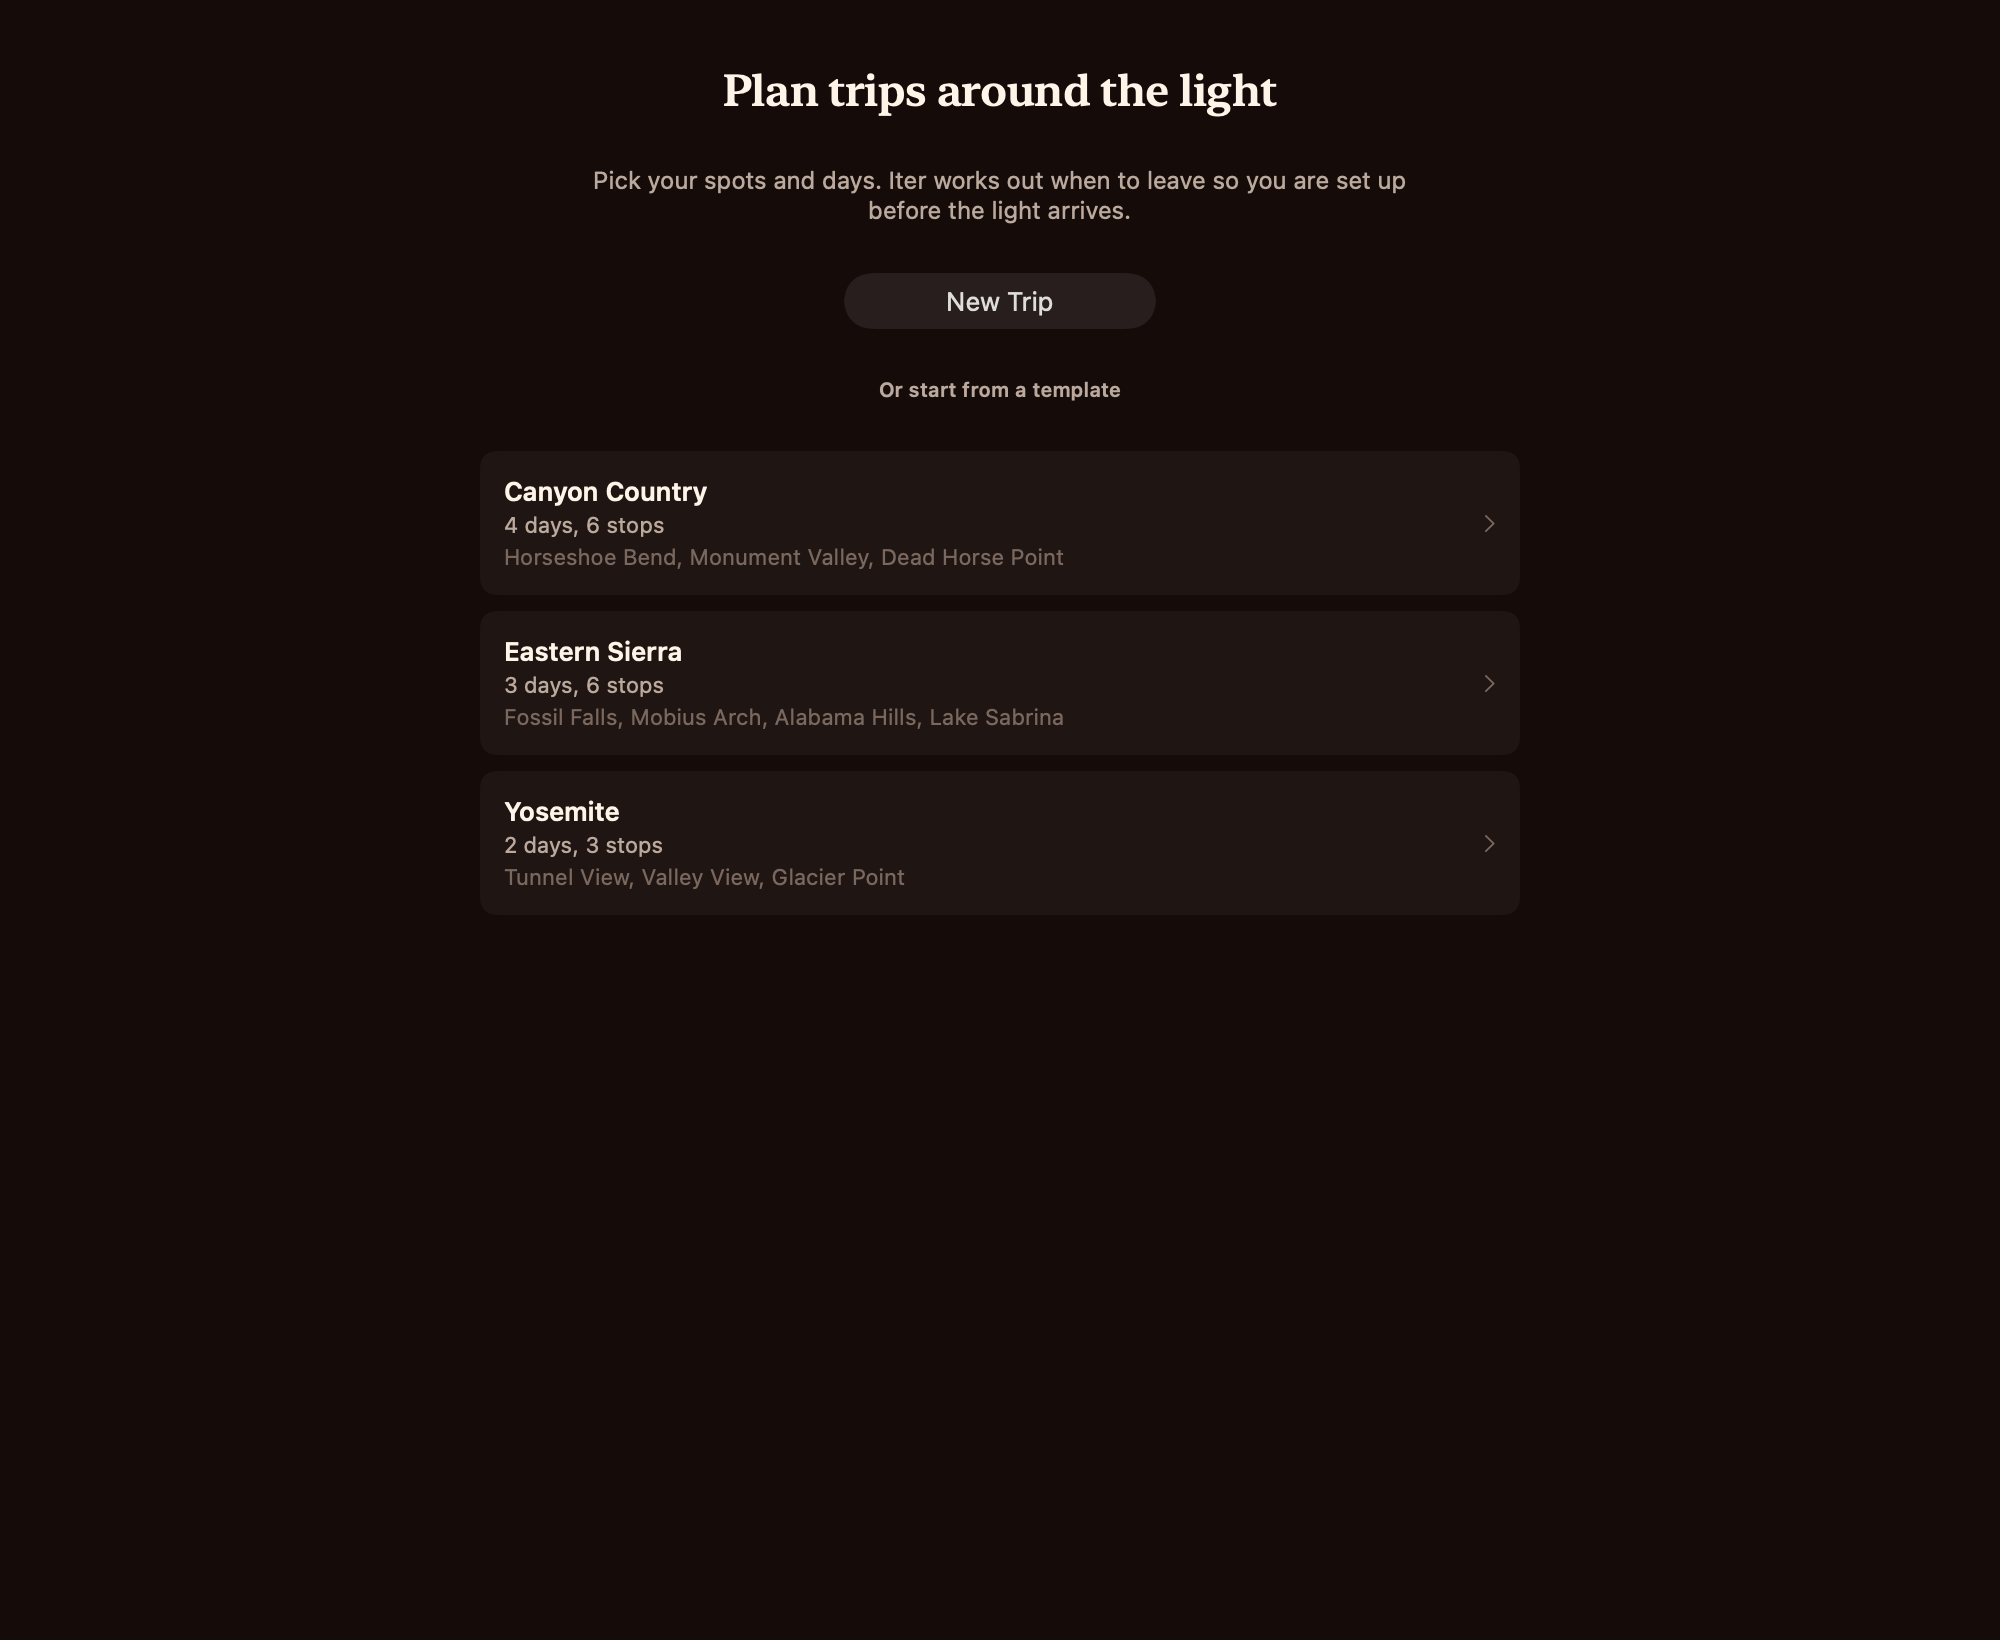 Plan trips around the light
Pick your spots and days. Iter works out when to leave so you are set up
before the light arrives.
New Trip
Or start from a template
Canyon Country
4 days, 6 stops
Horseshoe Bend, Monument Valley, Dead Horse Point
Eastern Sierra
3 days, 6 stops
Fossil Falls, Mobius Arch, Alabama Hills, Lake Sabrina
Yosemite
2 days, 3 stops
Tunnel View, Valley View, Glacier Point